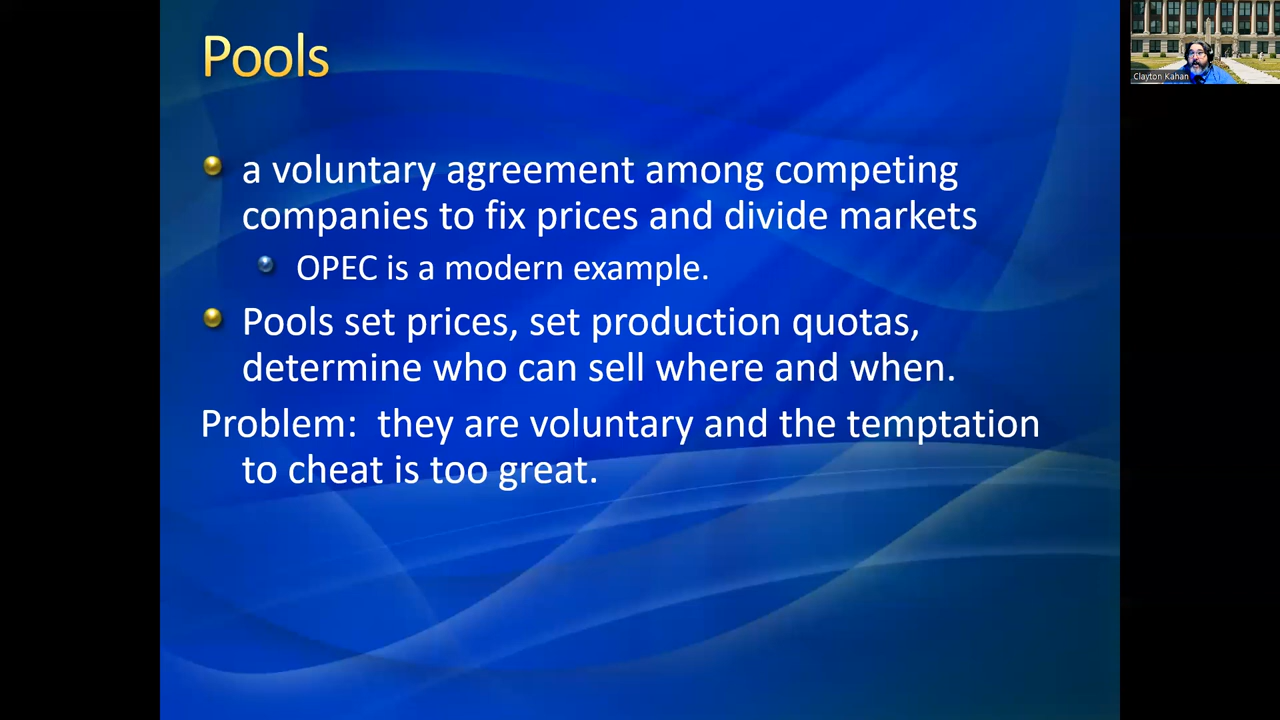 Pools
a voluntary agreement among competing
companies to fix prices and divide markets
OPEC is a modern example.
Pools set prices, set production quotas,
determine who can sell where and when.
Problem:  they are voluntary and the temptation
to cheat is too great.
Clayton Kahan